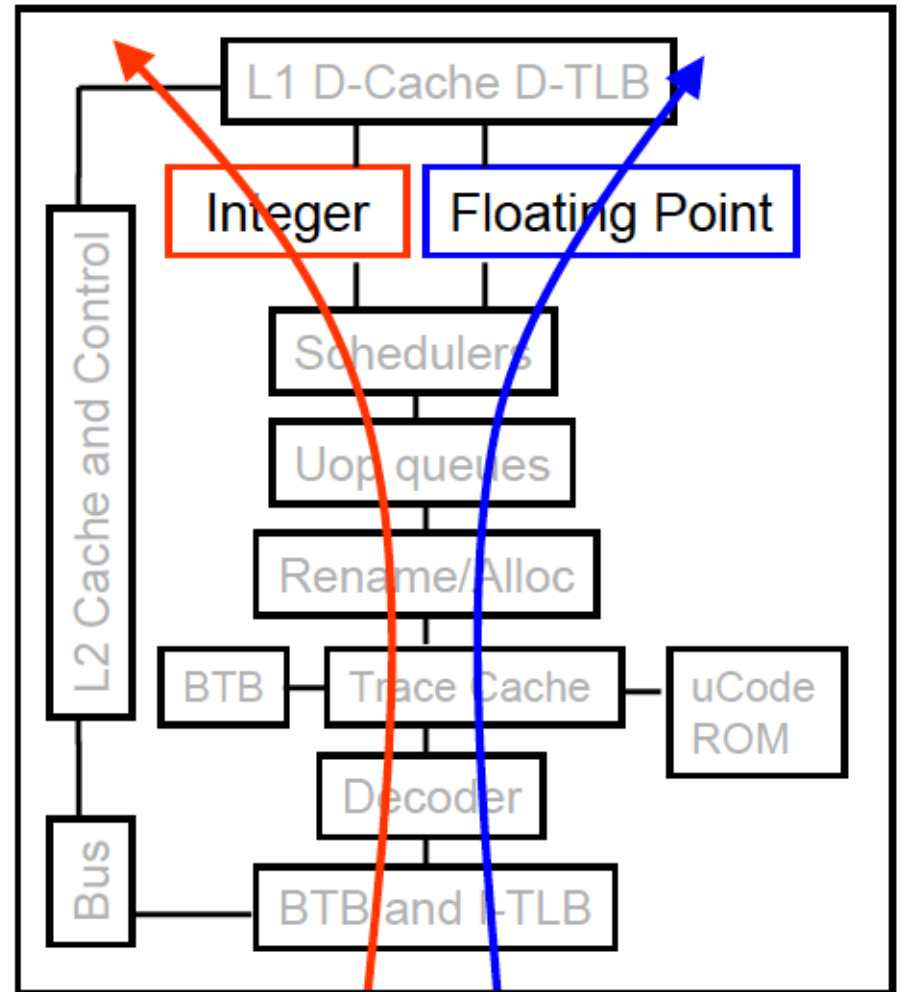 L1 D-Cache D-TLB
Integer
Floating Point
L2 Cache and Control
Schedulers
Uop queues
Rename/Alloc
BTB
Trace Cache
uCode
ROM
Decoder
Bus
BTB and I-TLB